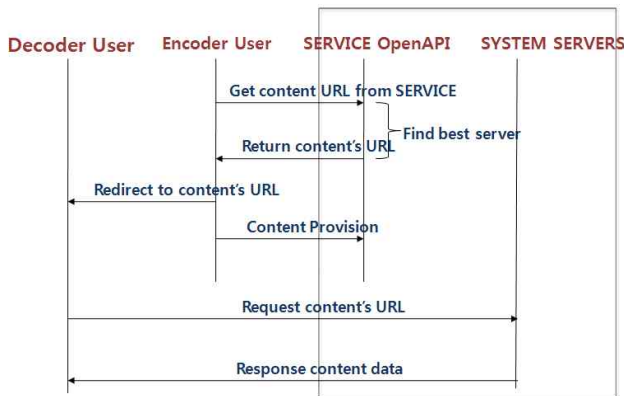 Decoder User Encoder User SERVICE OpenAPI SYSTEM SERVERS
Get content URL from SERVICE
Find best server
Return content's URL
Redirect to content's URL
Content Provision
Request content's URL
Response content data